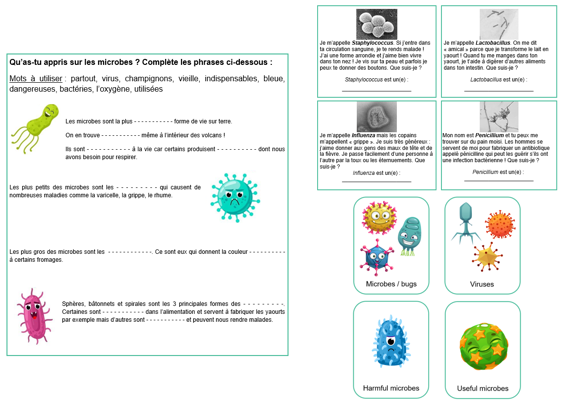 Qu'as-tu appris sur les microbes ? Complète les phrases ci-dessous :
Mots à utiliser : partout, virus, champignons, vieille, indispensables, bleue,
dangereuses, bactéries, l'oxygène, utilisées
Les microbes sont la plus - - - - - - - - - - - forme de vie sur terre.
On en trouve - - - - - - - - - - - même à l'intérieur des volcans !
Ils sont - - - - - - - - - - - à la vie car certains produisent - - - - - - - - - - - dont nous
avons besoin pour respirer.
Les plus petits des microbes sont les - - - - - - - - - qui causent de
nombreuses maladies comme la varicelle, la grippe, le rhume.
Les plus gros des microbes sont les - - - - - - - - - - - -. Ce sont eux qui donnent la couleur - - - - - - - - - -
à certains fromages.
Sphères, bâtonnets et spirales sont les 3 principales formes des - - - - - - - - -.
Certaines sont - - - - - - - - - - - dans l'alimentation et servent à fabriquer les yaourts
par exemple mais d'autres sont - - - - - - - - - - - et peuvent nous rendre malades.
Je m'appelle Staphylococcus. Si j'entre dans
ta circulation sanguine, je te rends malade !
J'ai une forme arrondie et j'aime bien vivre
dans ton nez ! Je vis sur ta peau et parfois je
peux te donner des boutons. Que suis-je ?
Staphylococcus est un(e) :
Je m'appelle Lactobacillus. On me dit
« amical » parce que je transforme le lait en
yaourt ! Quand tu me manges dans ton
yaourt, je t'aide à digérer d'autres aliments
dans ton intestin. Que suis-je ?
Lactobacillus est un(e) :
Je m'appelle Influenza mais les copains
m'appellent « grippe ». Je suis très généreux :
j'aime donner aux gens des maux de tête et de
la fièvre. Je passe facilement d'une personne à
l'autre par la toux ou les éternuements. Que
suis-je ?
Influenza est un(e) :
Mon nom est Penicillium et tu peux me
trouver sur du pain moisi. Les hommes se
servent de moi pour fabriquer un antibiotique
appelé pénicilline qui peut les guérir s'ils ont
une infection bactérienne ! Que suis-je ?
Penicillium est un(e) :
Microbes / bugs
Viruses
Harmful microbes
Useful microbes